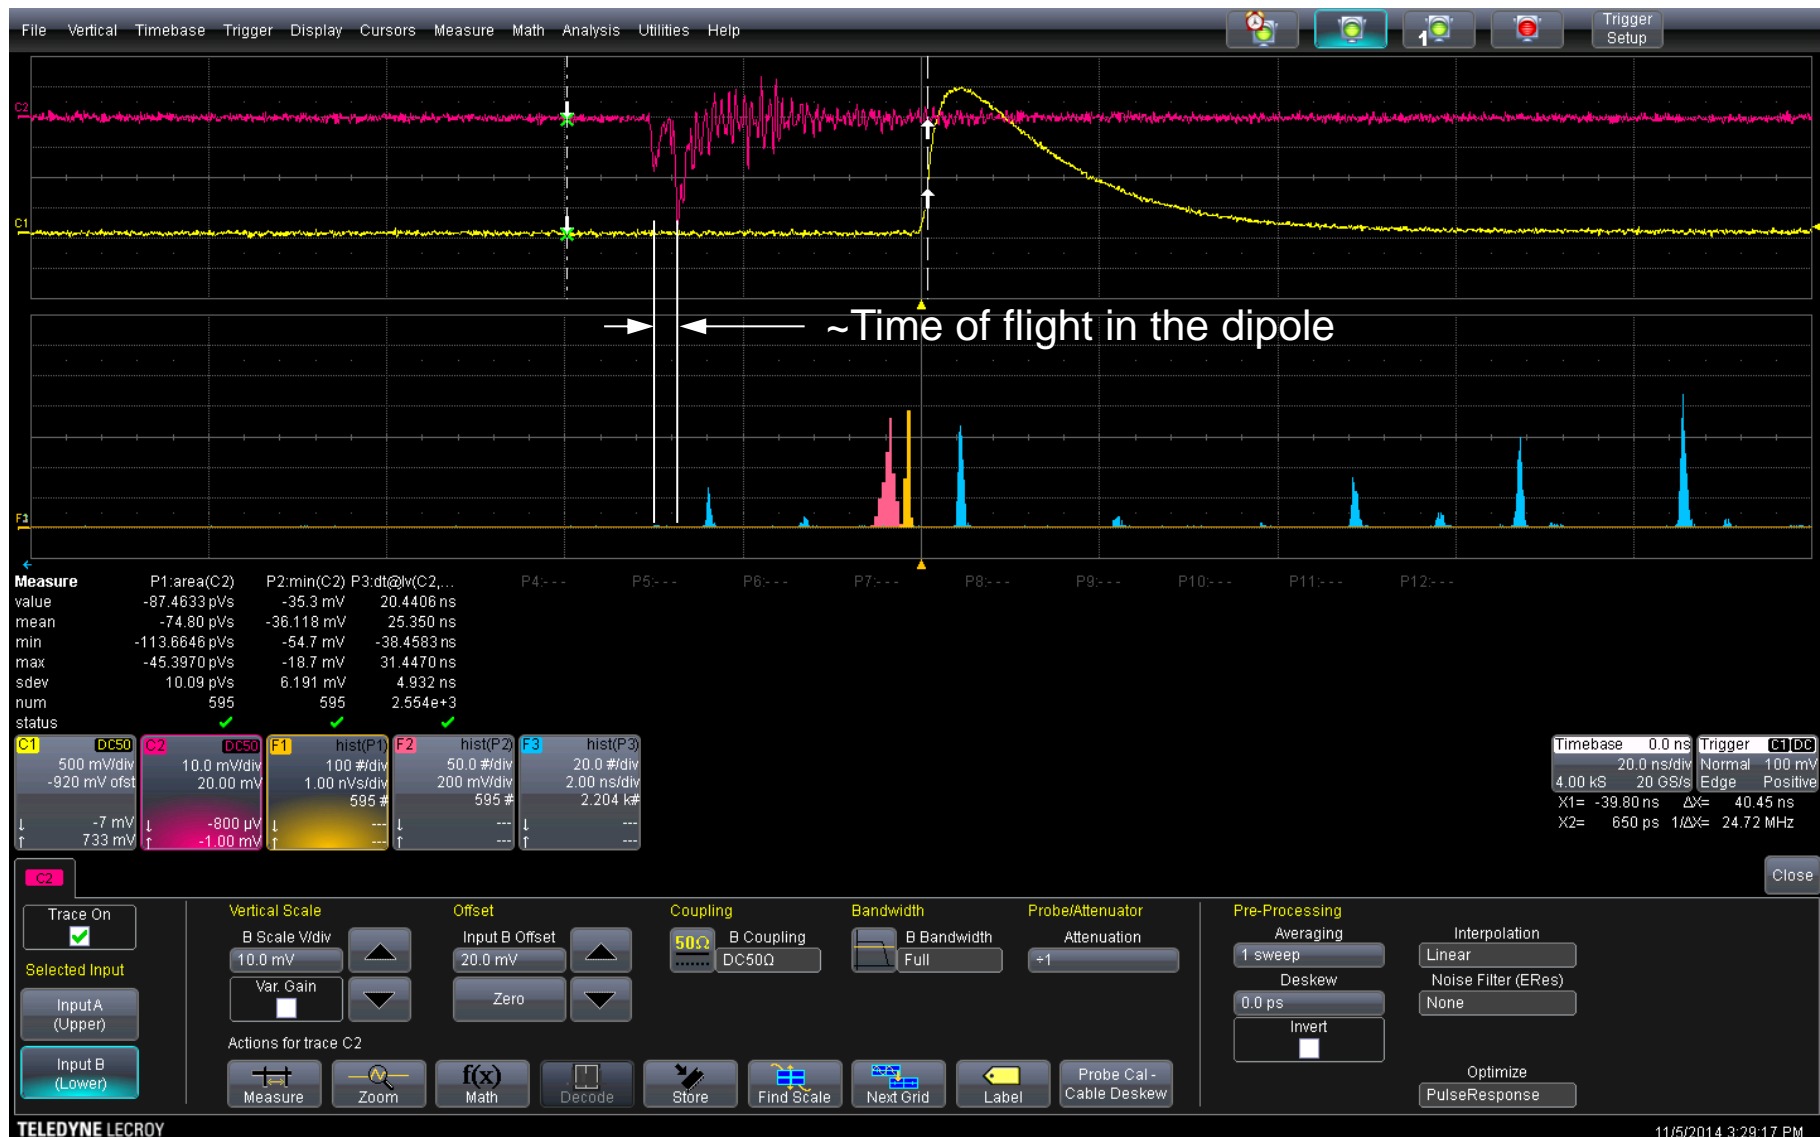 File Vertical Timebase Trigger Display Cursors Measure Math Analysis Utilities Help
1
Trigger
Setup
C2
C1
~Time of flight in the dipole
Measure P1:area(C2) P2:min(C2) P3:dt@lv(C2,... P4:--- P5:--- P6:--- P7:--- P8:--- P9:--- P10:--- P11:--- P12:---
value -87.4633 pVs -35.3 mV 20.4406 ns
mean -74.80 pVs -36.118 mV 25.350 ns
min -113.6646 pVs -54.7 mV -38.4583 ns
max -45.3970 pVs -18.7 mV 31.4470 ns
sdev 10.09 pVs 6.191 mV 4.932 ns
num 595 595 2.554e+3
status
C1 DC50
500 mV/div
-920 mV ofst
↓ -7 mV
↑ 733 mV
C2 DC50
10.0 mV/div
20.00 mV
↓ -800 µV
↑ -1.00 mV
F1 hist(P1)
100 #/div
1.00 nVs/div
595 #
↓ ---
↑ ---
F2 hist(P2)
50.0 #/div
200 mV/div
595 #
↓ ---
↑ ---
F3 hist(P3)
20.0 #/div
2.00 ns/div
2.204 k#
↓ ---
↑ ---
Timebase 0.0 ns
20.0 ns/div
4.00 kS 20 GS/s
Trigger C1 DC
Normal 100 mV
Edge Positive
X1= -39.80 ns ΔX= 40.45 ns
X2= 650 ps 1/ΔX= 24.72 MHz
C2
Close
Trace On
Selected Input
Input A
(Upper)
Input B
(Lower)
Vertical Scale
B Scale V/div
10.0 mV
Var. Gain
Offset
Input B Offset
20.0 mV
Zero
Coupling
50Ω
B Coupling
DC50Ω
Bandwidth
B Bandwidth
Full
Probe/Attenuator
Attenuation
÷1
Pre-Processing
Averaging
1 sweep
Deskew
0.0 ps
Invert
Interpolation
Linear
Noise Filter (ERes)
None
Optimize
PulseResponse
Actions for trace C2
Measure
Zoom
f(x)
Math
Decode
Store
Find Scale
Next Grid
Label
Probe Cal -
Cable Deskew
TELEDYNE LECROY
11/5/2014 3:29:17 PM